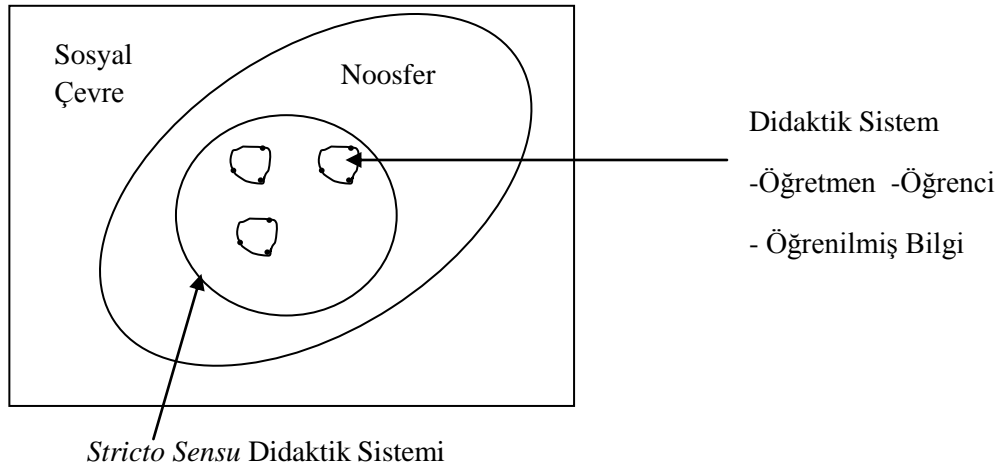 Sosyal
Çevre
Noosfer
Didaktik Sistem
-Öğretmen -Öğrenci
- Öğrenilmiş Bilgi
Stricto Sensu Didaktik Sistemi